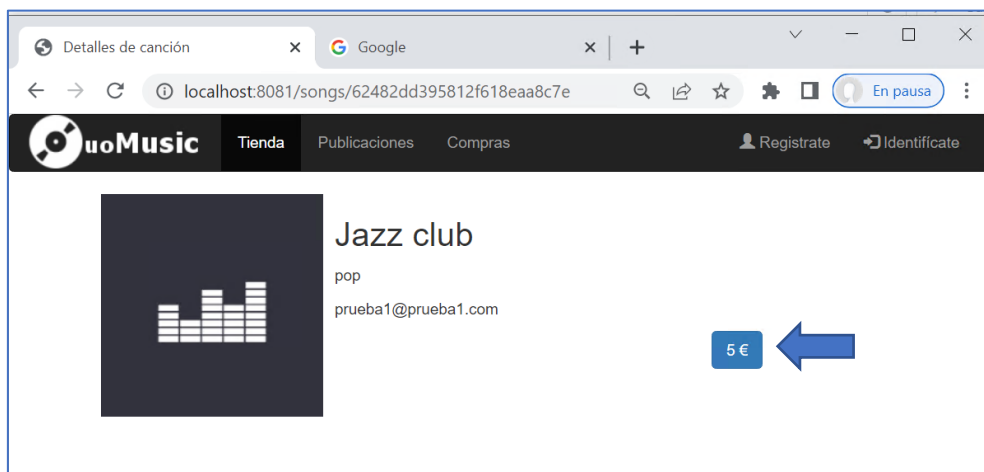 Detalles de canción
Google
localhost:8081/songs/62482dd395812f618eaa8c7e
En pausa
uoMusic
Tienda
Publicaciones
Compras
Registrate
Identifícate
Jazz club
pop
prueba1@prueba1.com
5 €